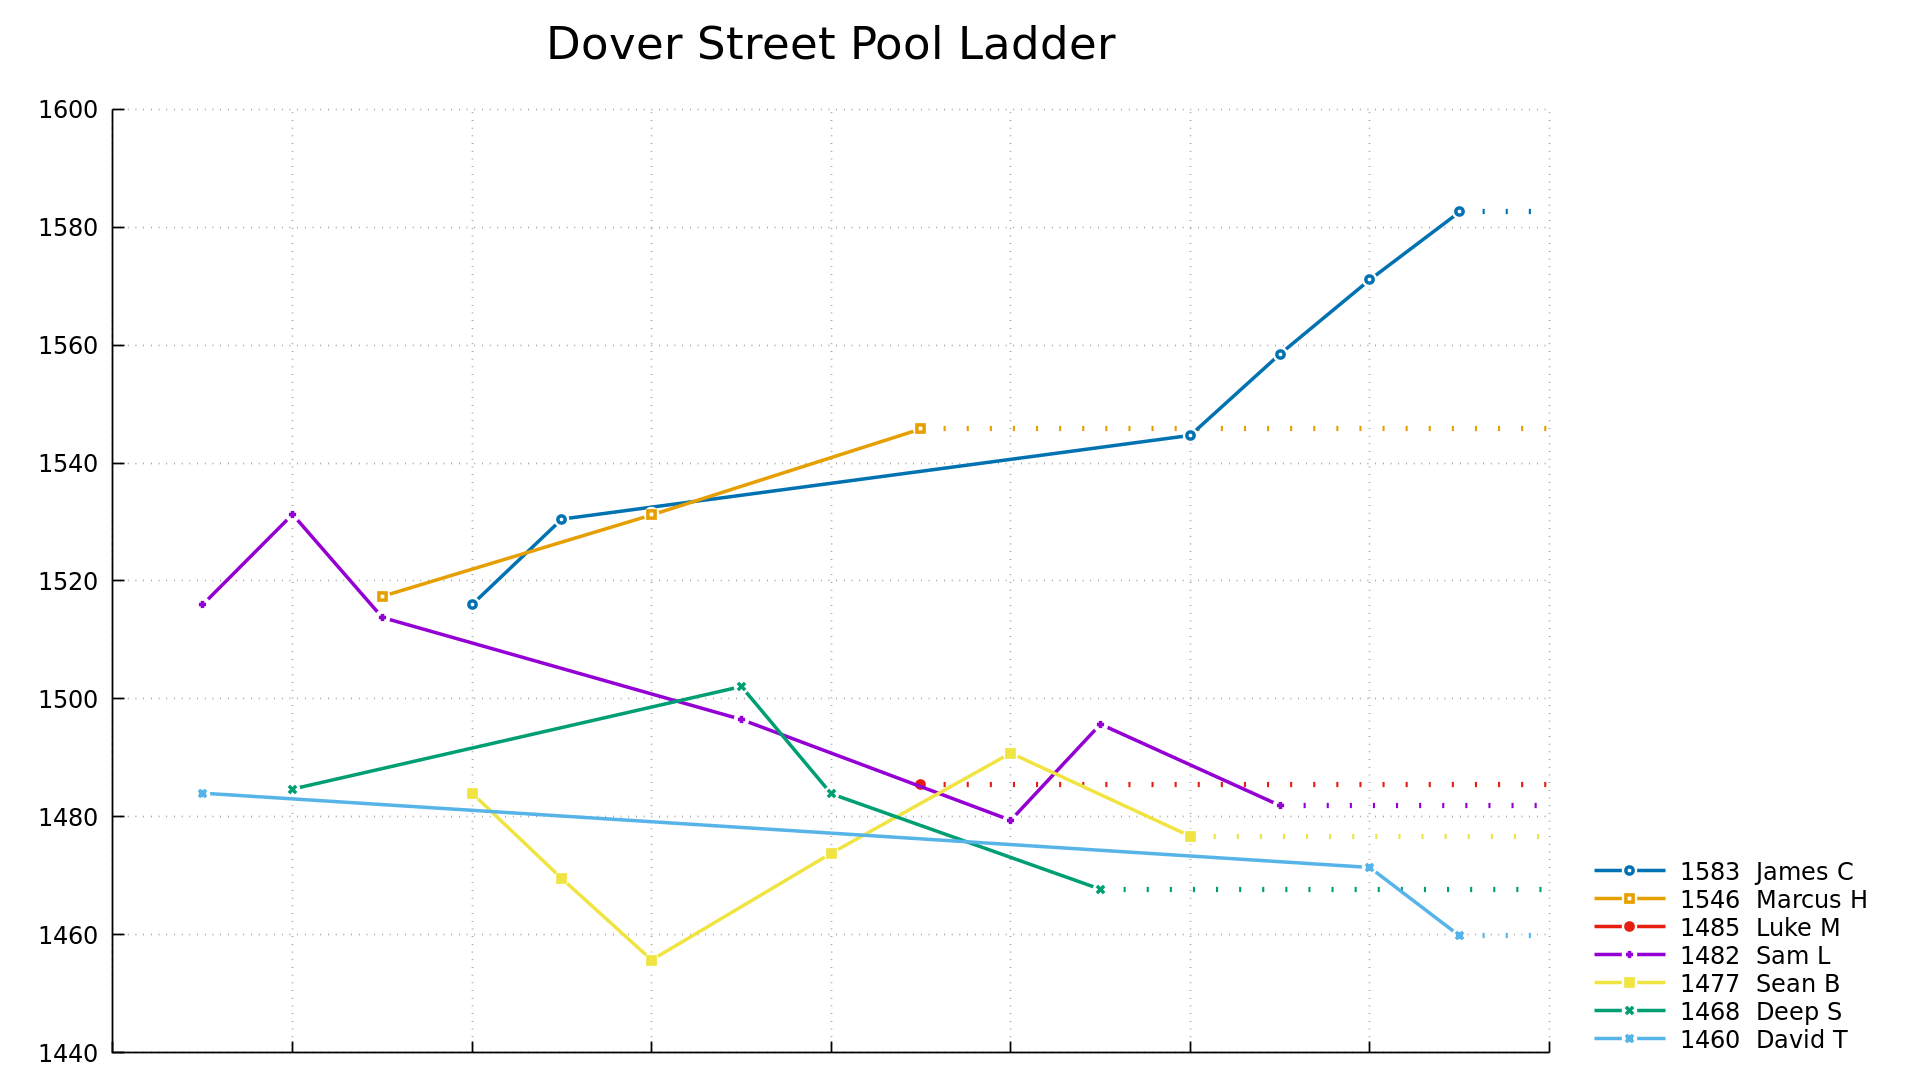 Dover Street Pool Ladder
1600
1580
1560
1540
1520
1500
1480
1460
1440
1583 James C
1546 Marcus H
1485 Luke M
1482 Sam L
1477 Sean B
1468 Deep S
1460 David T